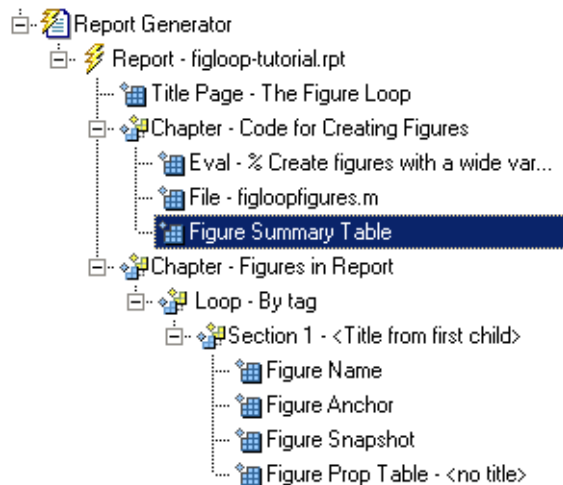 Report Generator
Report - figloop-tutorial.rpt
Title Page - The Figure Loop
Chapter - Code for Creating Figures
Eval - % Create figures with a wide var...
File - figloopfigures.m
Figure Summary Table
Chapter - Figures in Report
Loop - By tag
Section 1 - <Title from first child>
Figure Name
Figure Anchor
Figure Snapshot
Figure Prop Table - <no title>